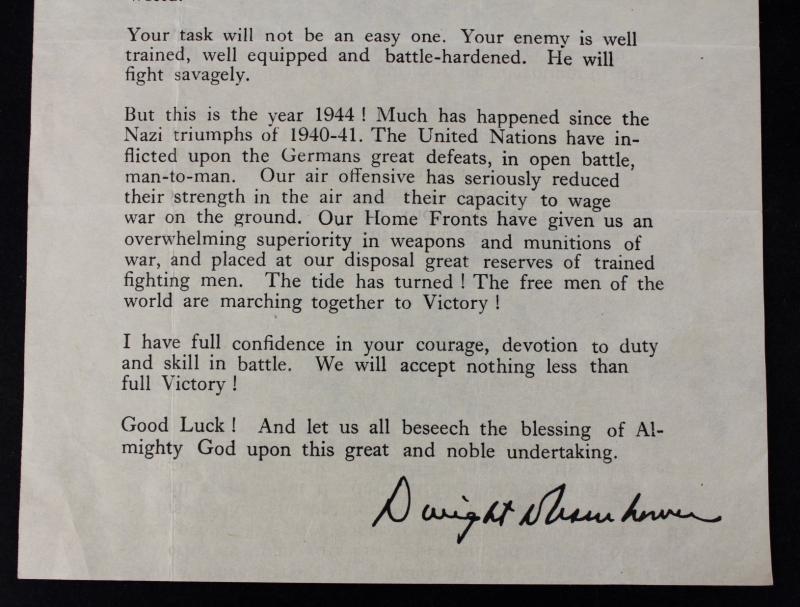 world.
Your task will not be an easy one. Your enemy is well
trained, well equipped and battle-hardened. He will
fight savagely.
But this is the year 1944 ! Much has happened since the
Nazi triumphs of 1940-41. The United Nations have in-
flicted upon the Germans great defeats, in open battle,
man-to-man. Our air offensive has seriously reduced
their strength in the air and their capacity to wage
war on the ground. Our Home Fronts have given us an
overwhelming superiority in weapons and munitions of
war, and placed at our disposal great reserves of trained
fighting men. The tide has turned ! The free men of the
world are marching together to Victory !
I have full confidence in your courage, devotion to duty
and skill in battle. We will accept nothing less than
full Victory !
Good Luck ! And let us all beseech the blessing of Al-
mighty God upon this great and noble undertaking.
Dwight D Eisenhower